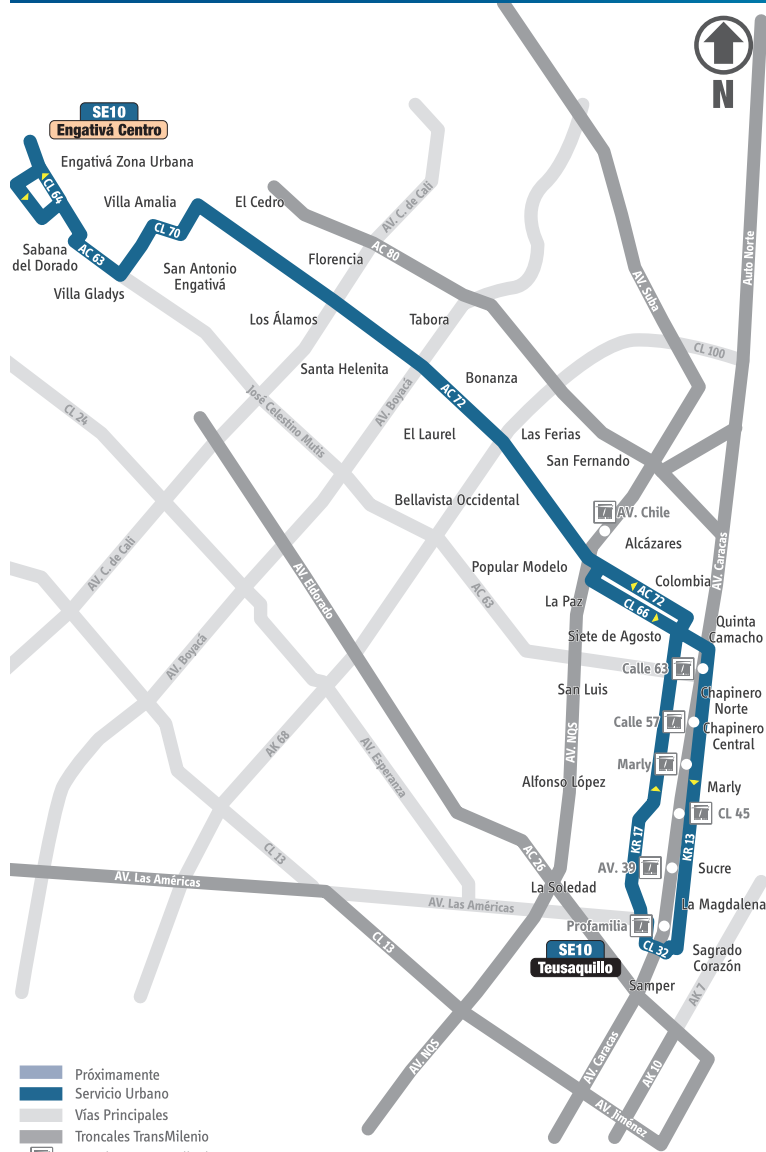 N
SE10
Engativá Centro
Engativá Zona Urbana
CL 64
Villa Amalia
El Cedro
AV. C. de Cali
CL 70
AC 63
Sabana
del Dorado
Villa Gladys
San Antonio
Engativá
Florencia
AC 80
Auto Norte
AV. Suba
Los Álamos
Tabora
CL 100
Santa Helenita
Bonanza
AC 72
AV. Boyacá
José Celestino Mutis
CL 24
El Laurel
Las Ferias
San Fernando
Bellavista Occidental
AV. Chile
Alcázares
AV. Caracas
AV. C. de Cali
AV. Eldorado
Popular Modelo
Colombia
AC 72
CL 66
AC 63
La Paz
Siete de Agosto
Quinta
Camacho
AV. Boyacá
Calle 63
San Luis
Chapinero
Norte
Calle 57
Chapinero
Central
AV. NQS
AK 68
AV. Esperanza
Marly
Alfonso López
Marly
CL 45
KR 17
KR 13
CL 13
AC 26
AV. 39
Sucre
AV. Las Américas
La Soledad
AV. Las Américas
La Magdalena
Profamilia
CL 13
CL 32
SE10
Teusaquillo
Sagrado
Corazón
Samper
AK 7
AV. NQS
AV. Caracas
AK 10
AV. Jiménez
Próximamente
Servicio Urbano
Vías Principales
Troncales TransMilenio